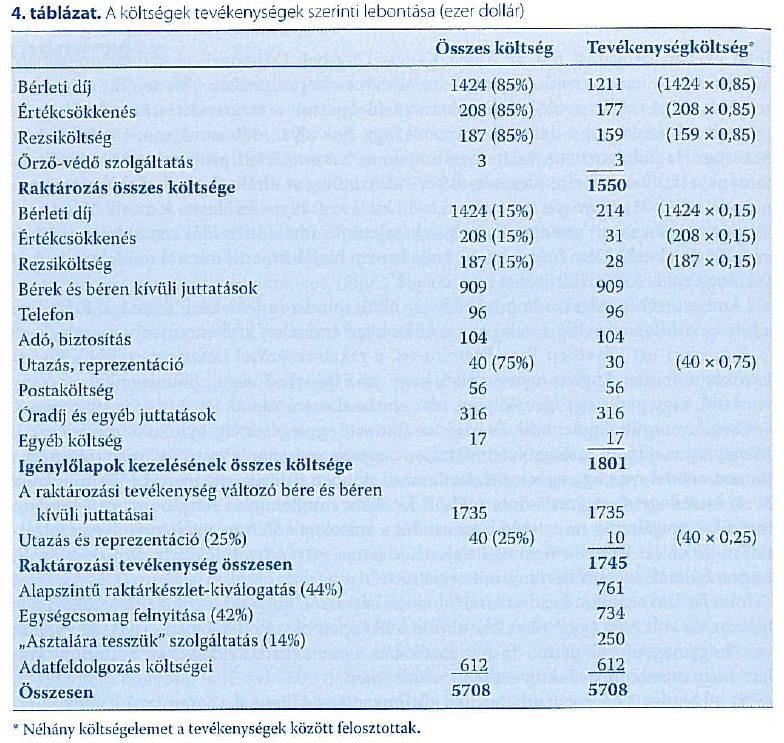 4. táblázat. A költségek tevékenységek szerinti lebontása (ezer dollár)
Összes költség Tevékenységköltség*
Bérleti díj 1424 (85%) 1211 (1424 × 0,85)
Értékcsökkenés 208 (85%) 177 (208 x 0,85)
Rezsiköltség 187 (85%) 159 (159 x 0,85)
Őrző-védő szolgáltatás 3 3
Raktározás összes költsége 1550
Bérleti díj 1424 (15%) 214 (1424 x 0,15)
Értékcsökkenés 208 (15%) 31 (208 x 0,15)
Rezsiköltség 187 (15%) 28 (187 x 0,15)
Bérek és béren kívüli juttatások 909 909
Telefon 96 96
Adó, biztosítás 104 104
Utazás, reprezentáció 40 (75%) 30 (40 x 0,75)
Postaköltség 56 56
Óradíj és egyéb juttatások 316 316
Egyéb költség 17 17
Igénylőlapok kezelésének összes költsége 1801
A raktározási tevékenység változó bére és béren
kívüli juttatásai 1735 1735
Utazás és reprezentáció (25%) 40 (25%) 10 (40 x 0,25)
Raktározási tevékenység összesen 1745
Alapszintű raktárkészlet-kiválogatás (44%) 761
Egységcsomag felnyitása (42%) 734
„Asztalára tesszük” szolgáltatás (14%) 250
Adatfeldolgozás költségei 612 612
Összesen 5708 5708
* Néhány költségelemet a tevékenységek között felosztottak.